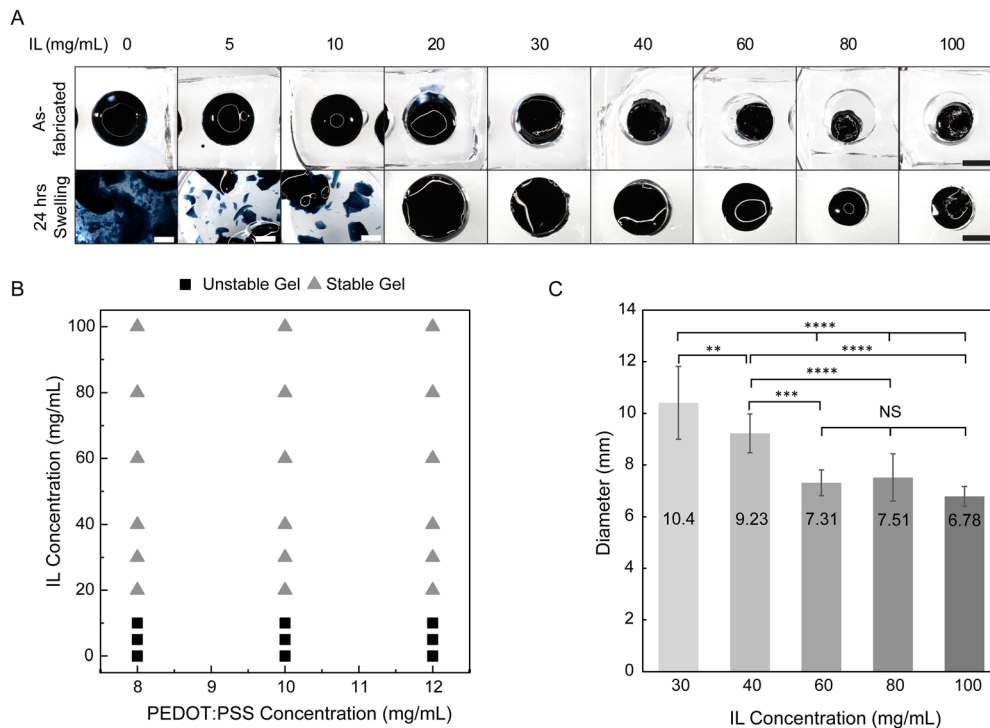 A
IL (mg/mL) 0 5 10 20 30 40 60 80 100
As-
fabricated
24 hrs
Swelling
B
■ Unstable Gel ▲ Stable Gel
100
80
60
40
20
0
IL Concentration (mg/mL)
8 9 10 11 12
PEDOT:PSS Concentration (mg/mL)
C
14
12
10
8
6
4
2
0
Diameter (mm)
****
** ****
****
***
NS
10.4 9.23 7.31 7.51 6.78
30 40 60 80 100
IL Concentration (mg/mL)